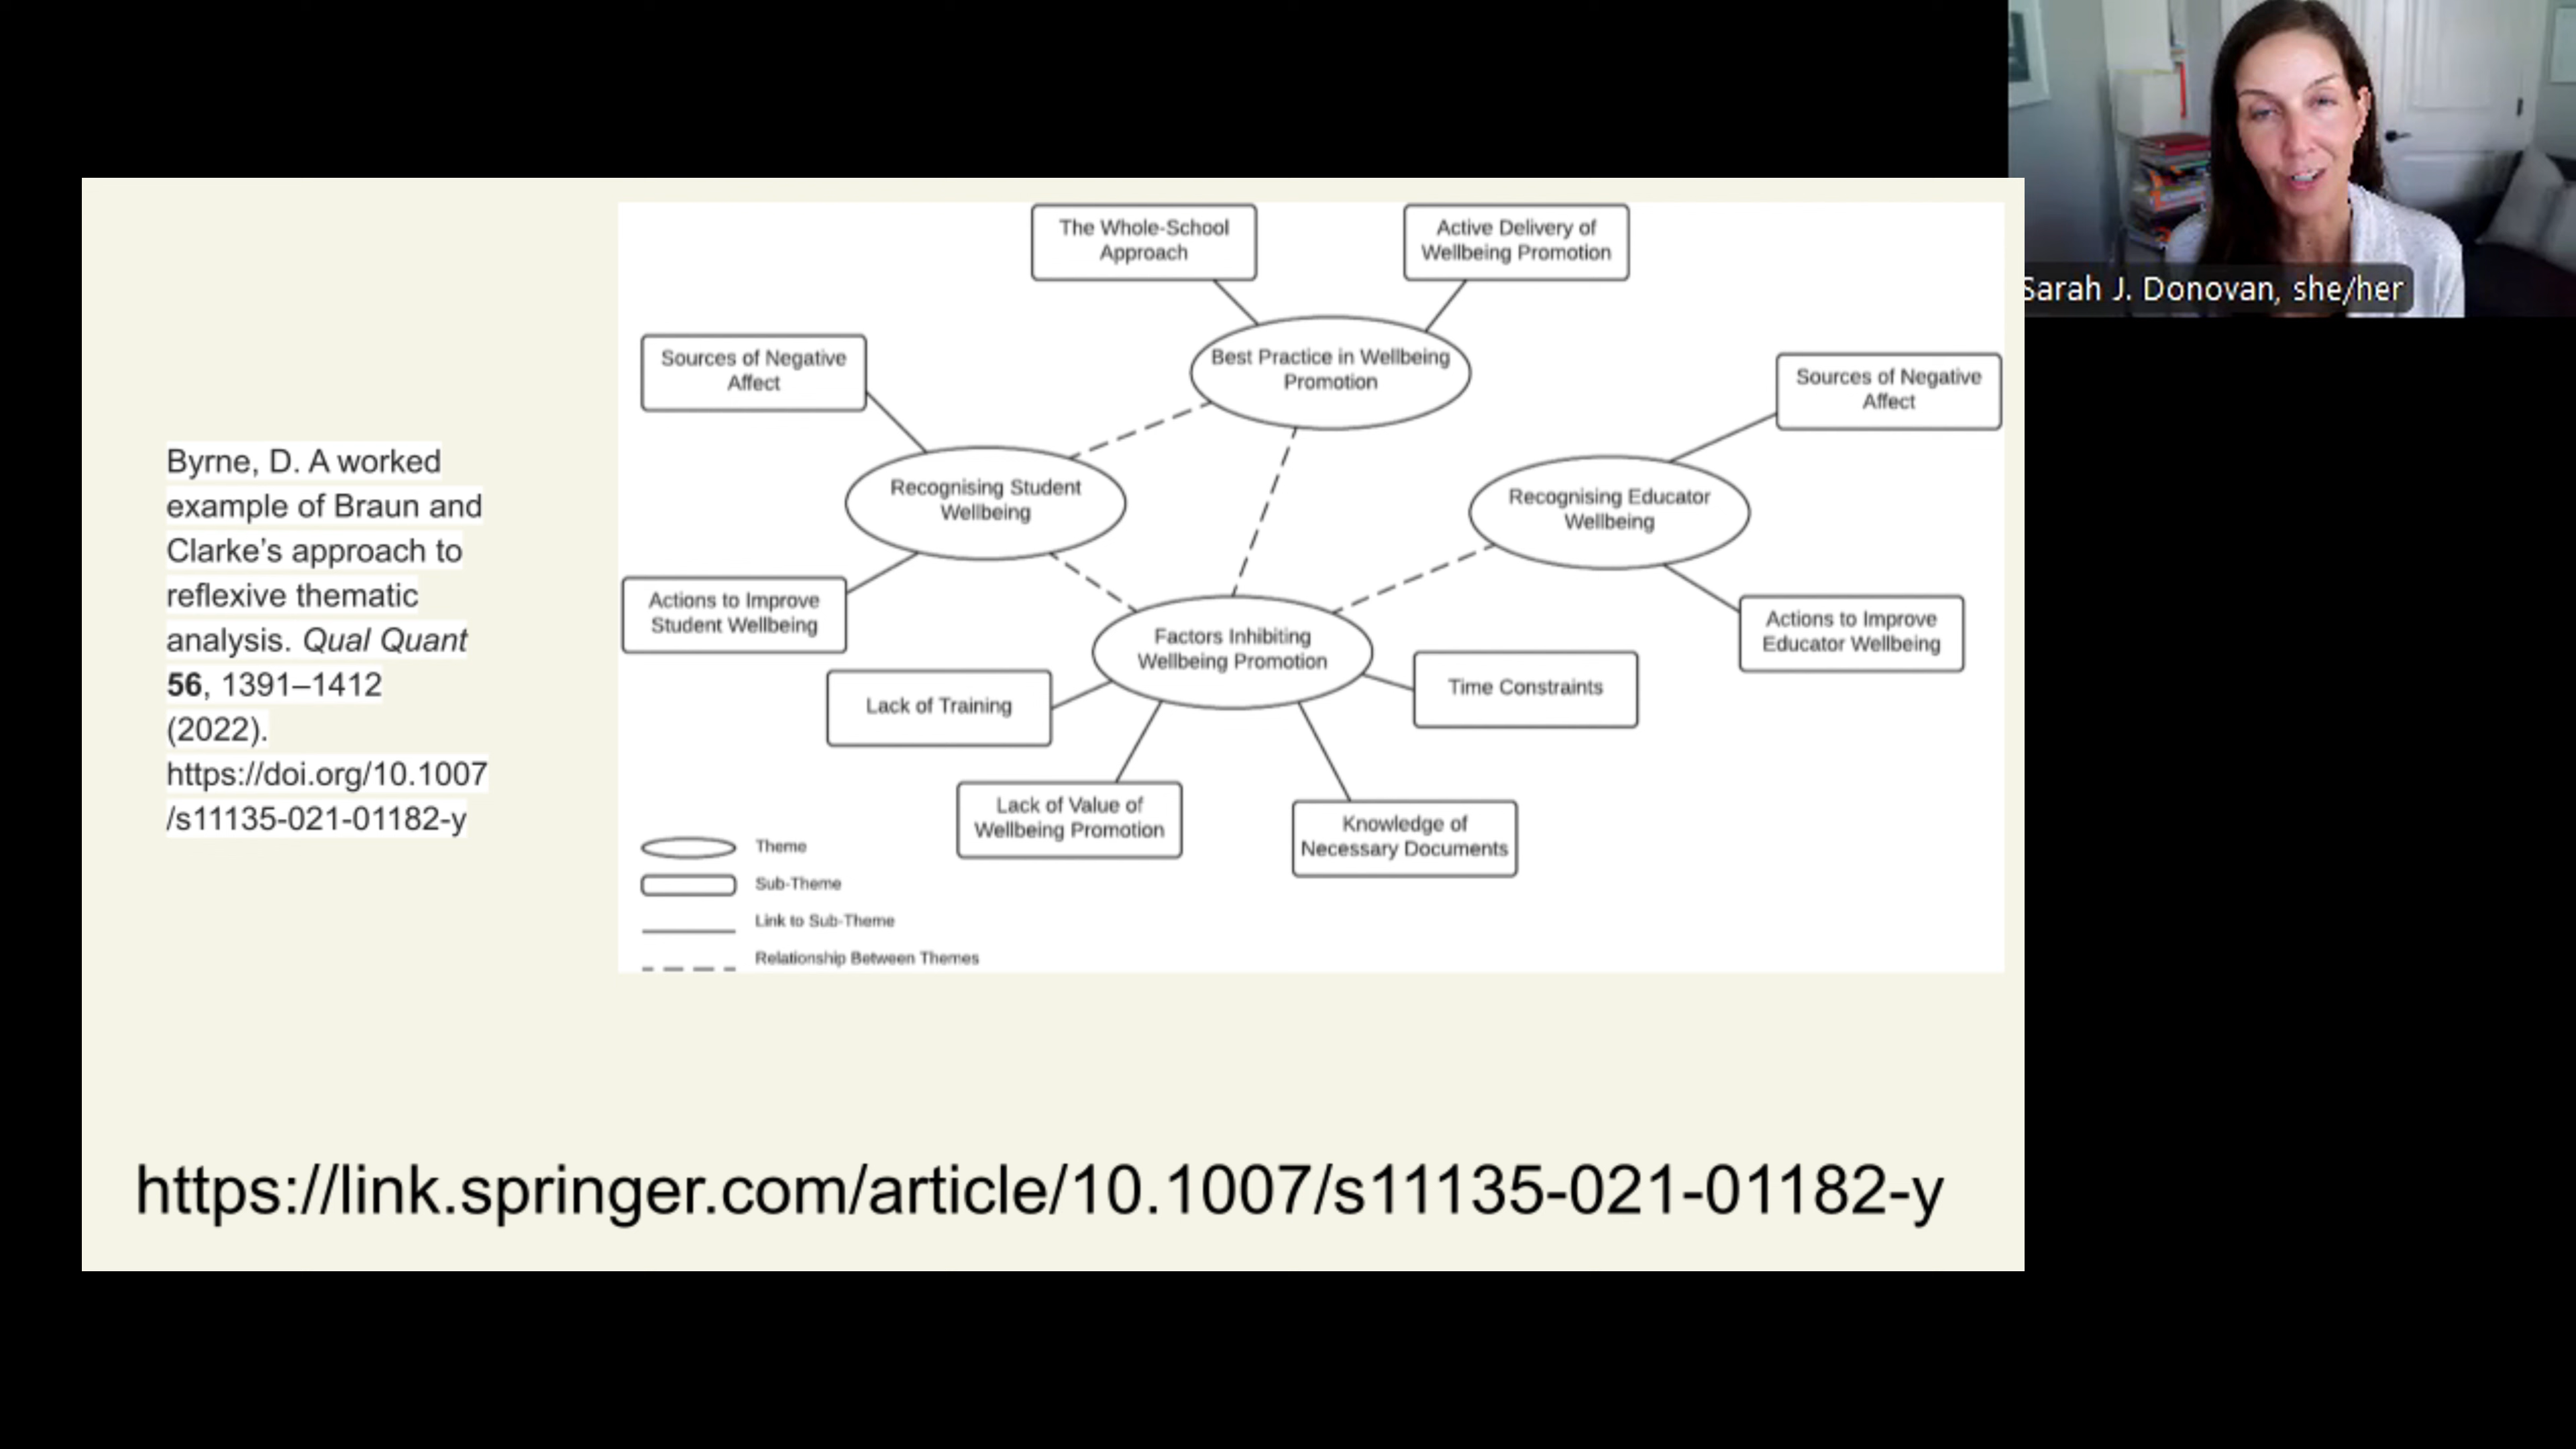 Sarah J. Donovan, she/her
Byrne, D. A worked
example of Braun and
Clarke’s approach to
reflexive thematic
analysis. Qual Quant
56, 1391–1412
(2022).
https://doi.org/10.1007
/s11135-021-01182-y
The Whole-School
Approach
Active Delivery of
Wellbeing Promotion
Best Practice in Wellbeing
Promotion
Sources of Negative
Affect
Sources of Negative
Affect
Recognising Student
Wellbeing
Recognising Educator
Wellbeing
Actions to Improve
Student Wellbeing
Actions to Improve
Educator Wellbeing
Factors Inhibiting
Wellbeing Promotion
Lack of Training
Time Constraints
Lack of Value of
Wellbeing Promotion
Knowledge of
Necessary Documents
Theme
Sub-Theme
Link to Sub-Theme
Relationship Between Themes
https://link.springer.com/article/10.1007/s11135-021-01182-y